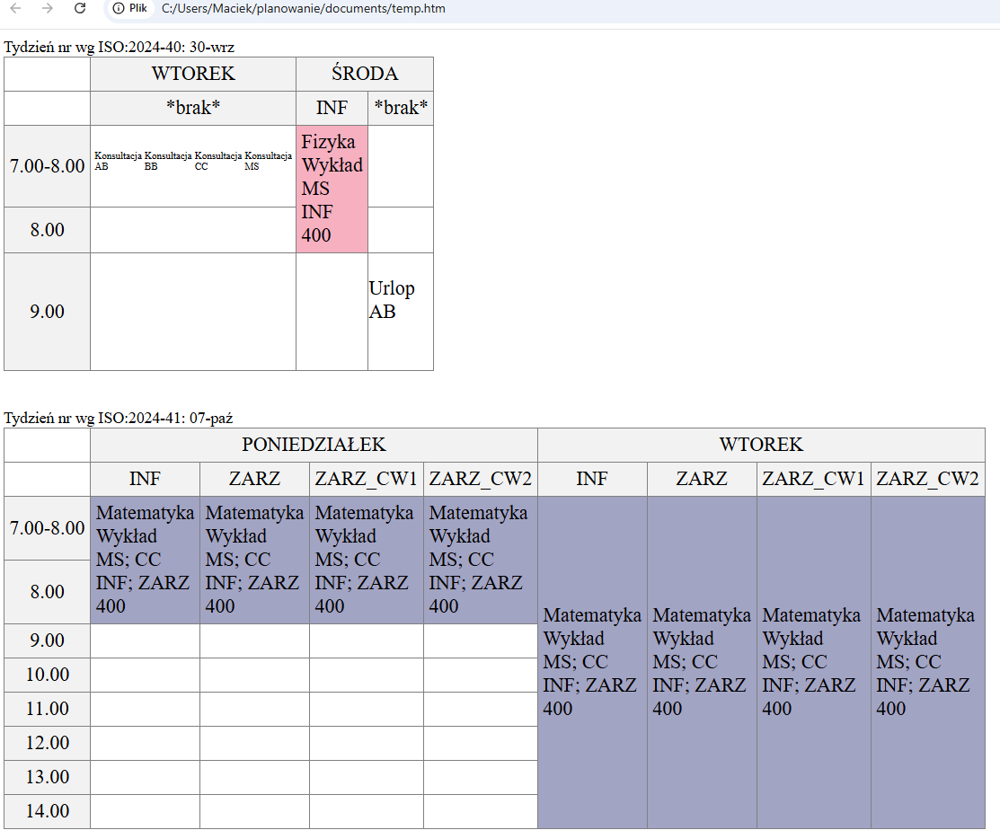 Plik C:/Users/Maciek/planowanie/documents/temp.htm
Tydzień nr wg ISO:2024-40: 30-wrz
WTOREK ŚRODA
*brak* INF *brak*
7.00-8.00
Konsultacja Konsultacja Konsultacja Konsultacja
AB BB CC MS
Fizyka
Wykład
MS
INF
400
8.00
9.00
Urlop
AB
Tydzień nr wg ISO:2024-41: 07-paź
PONIEDZIAŁEK WTOREK
INF ZARZ ZARZ_CW1 ZARZ_CW2 INF ZARZ ZARZ_CW1 ZARZ_CW2
7.00-8.00
Matematyka Matematyka Matematyka Matematyka
Wykład Wykład Wykład Wykład
MS; CC MS; CC MS; CC MS; CC
INF; ZARZ INF; ZARZ INF; ZARZ INF; ZARZ
400 400 400 400
8.00
Matematyka Matematyka Matematyka Matematyka
Wykład Wykład Wykład Wykład
MS; CC MS; CC MS; CC MS; CC
INF; ZARZ INF; ZARZ INF; ZARZ INF; ZARZ
400 400 400 400
9.00
10.00
11.00
12.00
13.00
14.00